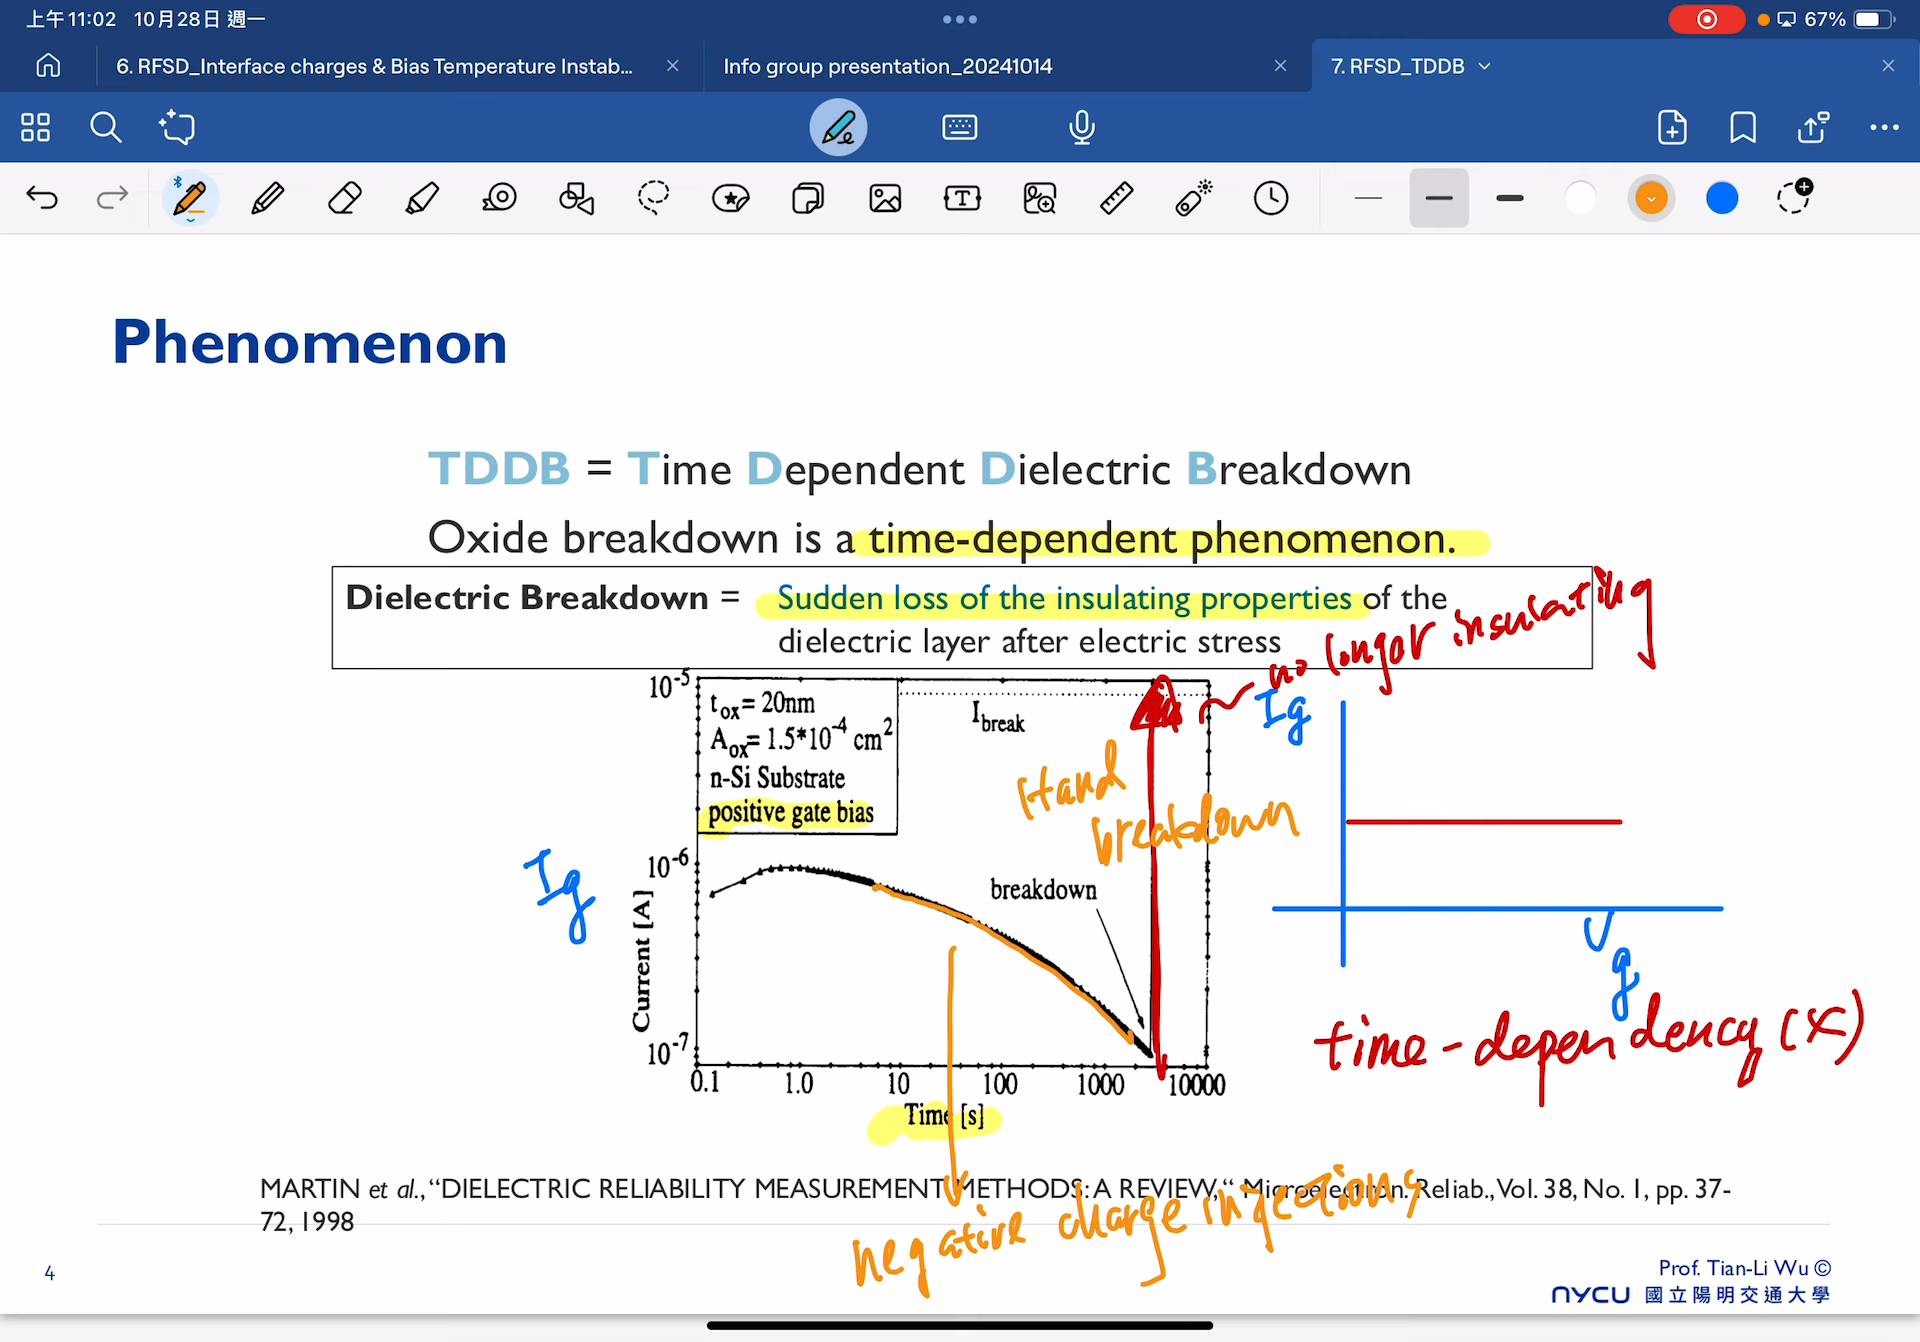 上午11:02 10月28日 週一
67%
6. RFSD_Interface charges & Bias Temperature Instab...
Info group presentation_20241014
7. RFSD_TDDB
Phenomenon
TDDB = Time Dependent Dielectric Breakdown
Oxide breakdown is a time-dependent phenomenon.
Dielectric Breakdown = Sudden loss of the insulating properties of the
dielectric layer after electric stress
no longer insulating
10-5
tox= 20nm
Aox= 1.5*10-4 cm2
n-Si Substrate
positive gate bias
Ibreak
Ig
breakdown
10-6
Ig
breakdown
Current [A]
Vg
10-7
time-dependency (x)
0.1 1.0 10 100 1000 10000
Time [s]
MARTIN et al., “DIELECTRIC RELIABILITY MEASUREMENT METHODS: A REVIEW,“ Microelectron. Reliab., Vol. 38, No. 1, pp. 37-
72, 1998
negative charge injections
4
Prof. Tian-Li Wu ©
NYCU 國立陽明交通大學